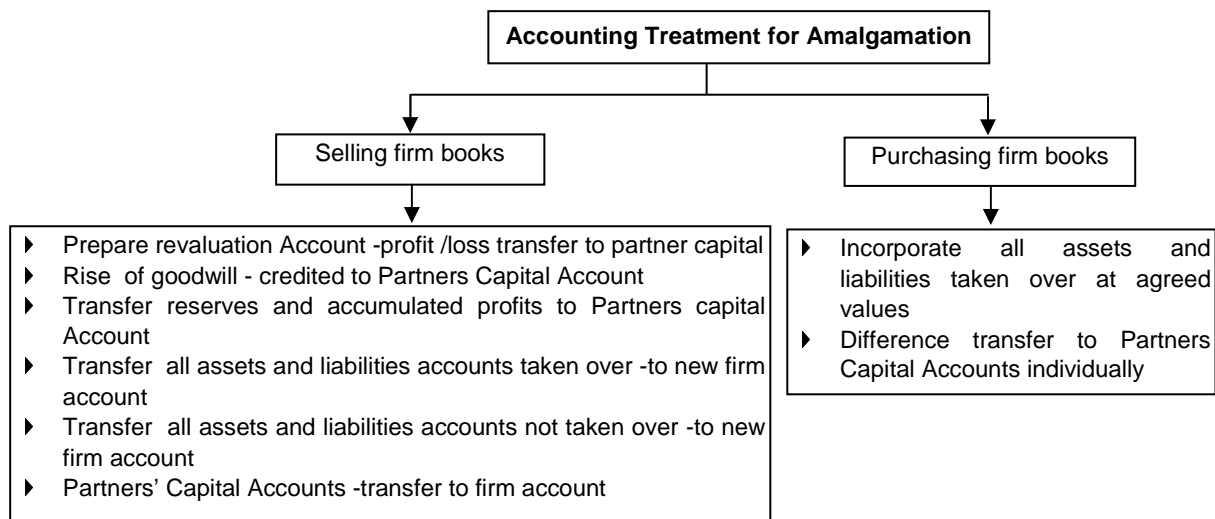 Accounting Treatment for Amalgamation
Selling firm books
Purchasing firm books
Prepare revaluation Account -profit /loss transfer to partner capital
Rise of goodwill - credited to Partners Capital Account
Transfer reserves and accumulated profits to Partners capital
Account
Transfer all assets and liabilities accounts taken over -to new firm
account
Transfer all assets and liabilities accounts not taken over -to new
firm account
Partners' Capital Accounts -transfer to firm account
Incorporate all assets and
liabilities taken over at agreed
values
Difference transfer to Partners
Capital Accounts individually